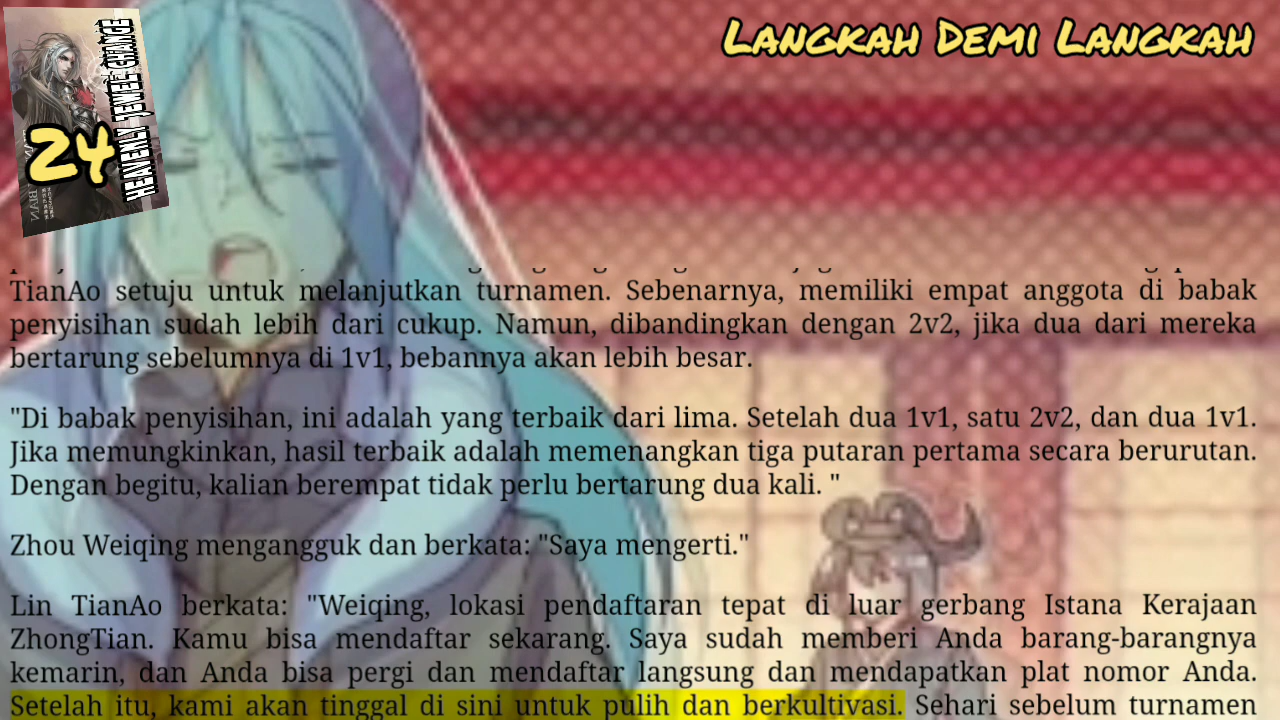 Langkah Demi Langkah
HEAVENLY JEWEL CHANGE
24
TianAo setuju untuk melanjutkan turnamen. Sebenarnya, memiliki empat anggota di babak
penyisihan sudah lebih dari cukup. Namun, dibandingkan dengan 2v2, jika dua dari mereka
bertarung sebelumnya di 1v1, bebannya akan lebih besar.
"Di babak penyisihan, ini adalah yang terbaik dari lima. Setelah dua 1v1, satu 2v2, dan dua 1v1.
Jika memungkinkan, hasil terbaik adalah memenangkan tiga putaran pertama secara berurutan.
Dengan begitu, kalian berempat tidak perlu bertarung dua kali. "
Zhou Weiqing mengangguk dan berkata: "Saya mengerti."
Lin TianAo berkata: "Weiqing, lokasi pendaftaran tepat di luar gerbang Istana Kerajaan
ZhongTian. Kamu bisa mendaftar sekarang. Saya sudah memberi Anda barang-barangnya
kemarin, dan Anda bisa pergi dan mendaftar langsung dan mendapatkan plat nomor Anda.
Setelah itu, kami akan tinggal di sini untuk pulih dan berkultivasi. Sehari sebelum turnamen